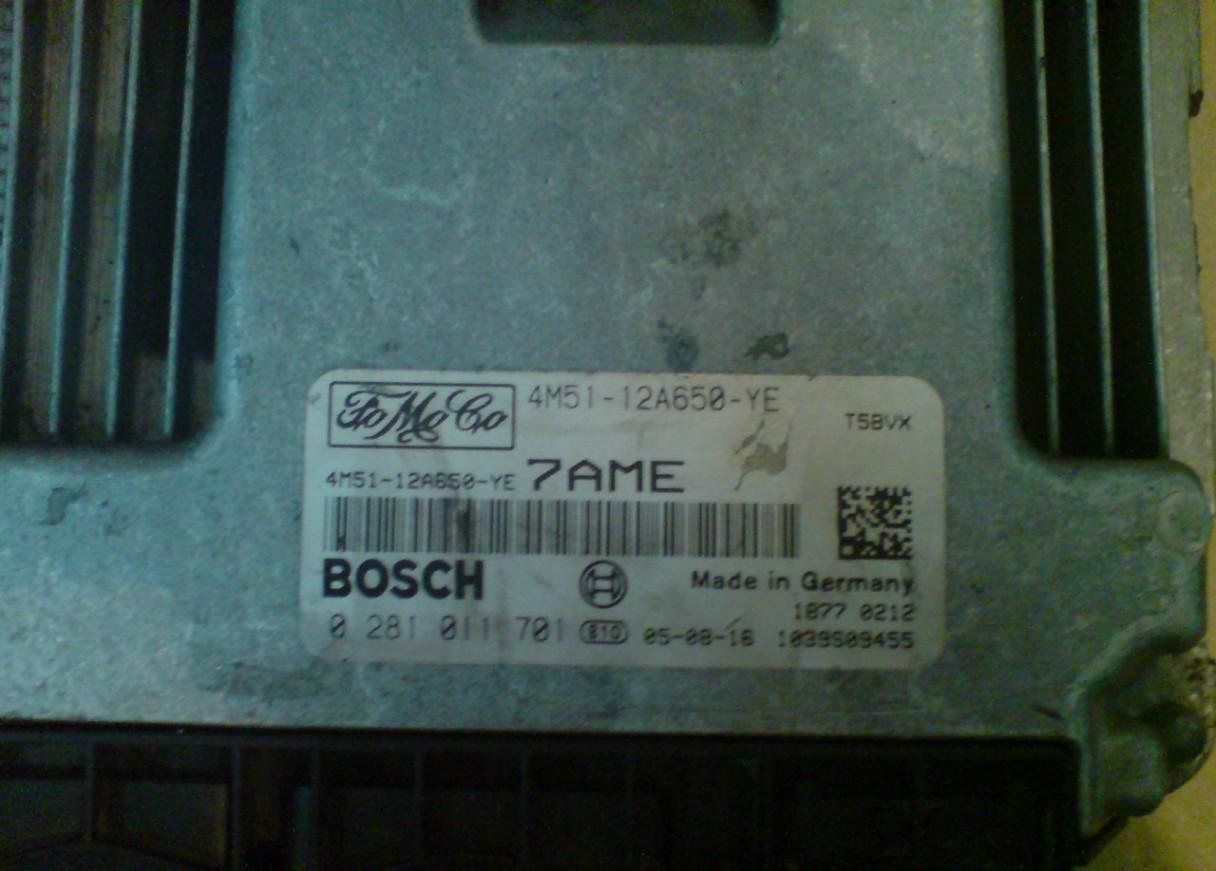 FoMoCo 4M51-12A650-YE T5BVX
4M51-12A650-YE 7AME
BOSCH Made in Germany
1877 0212
0 281 011 701 810 05-08-16 1039S09455